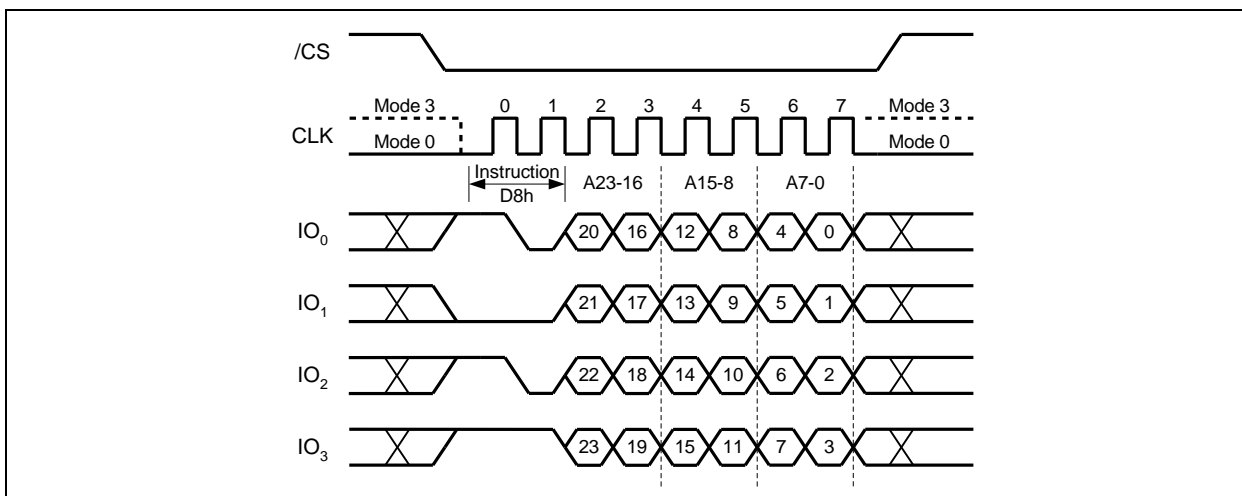 /CS
Mode 3 0 1 2 3 4 5 6 7 Mode 3
CLK
Mode 0 Mode 0
Instruction
D8h
A23-16 A15-8 A7-0
IO0 20 16 12 8 4 0
IO1 21 17 13 9 5 1
IO2 22 18 14 10 6 2
IO3 23 19 15 11 7 3